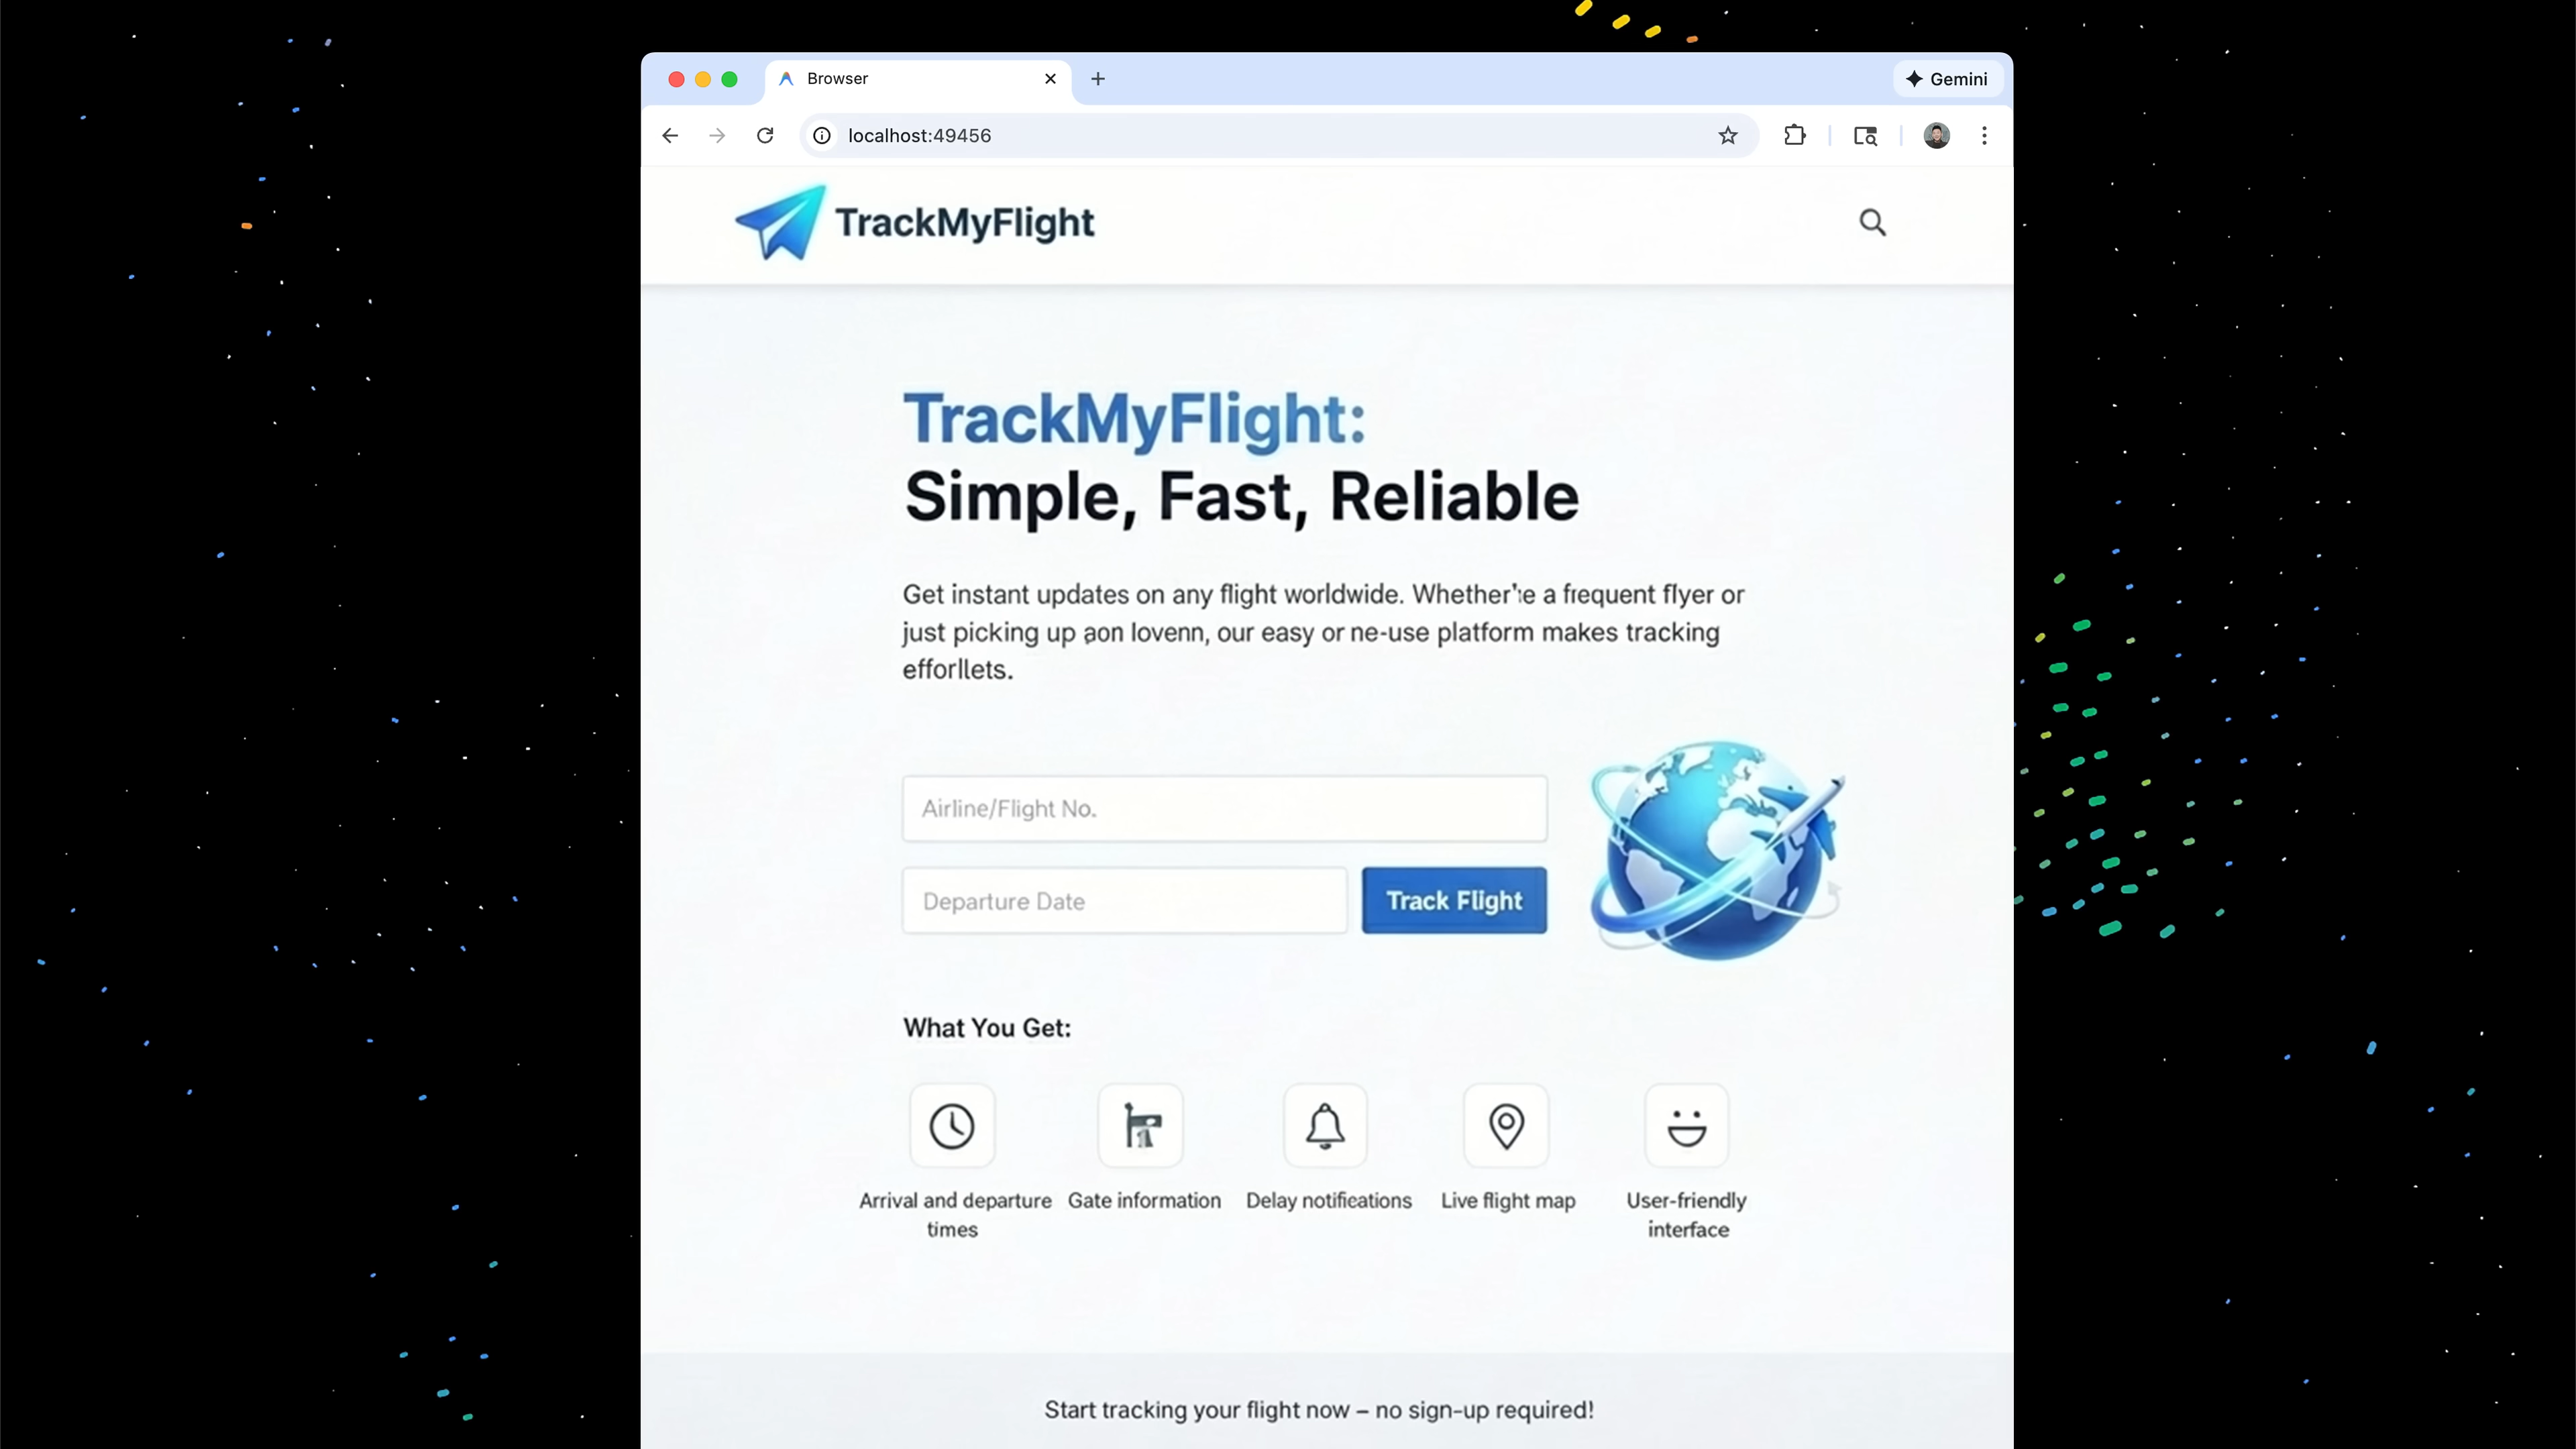 Browser
Gemini
localhost:49456
TrackMyFlight
TrackMyFlight:
Simple, Fast, Reliable
Get instant updates on any flight worldwide. Whether'e a frequent flyer or
just picking up aon lovenn, our easy or ne-use platform makes tracking
efforllets.
Airline/Flight No.
Departure Date
Track Flight
What You Get:
Arrival and departure times
Gate information
Delay notifications
Live flight map
User-friendly interface
Start tracking your flight now – no sign-up required!